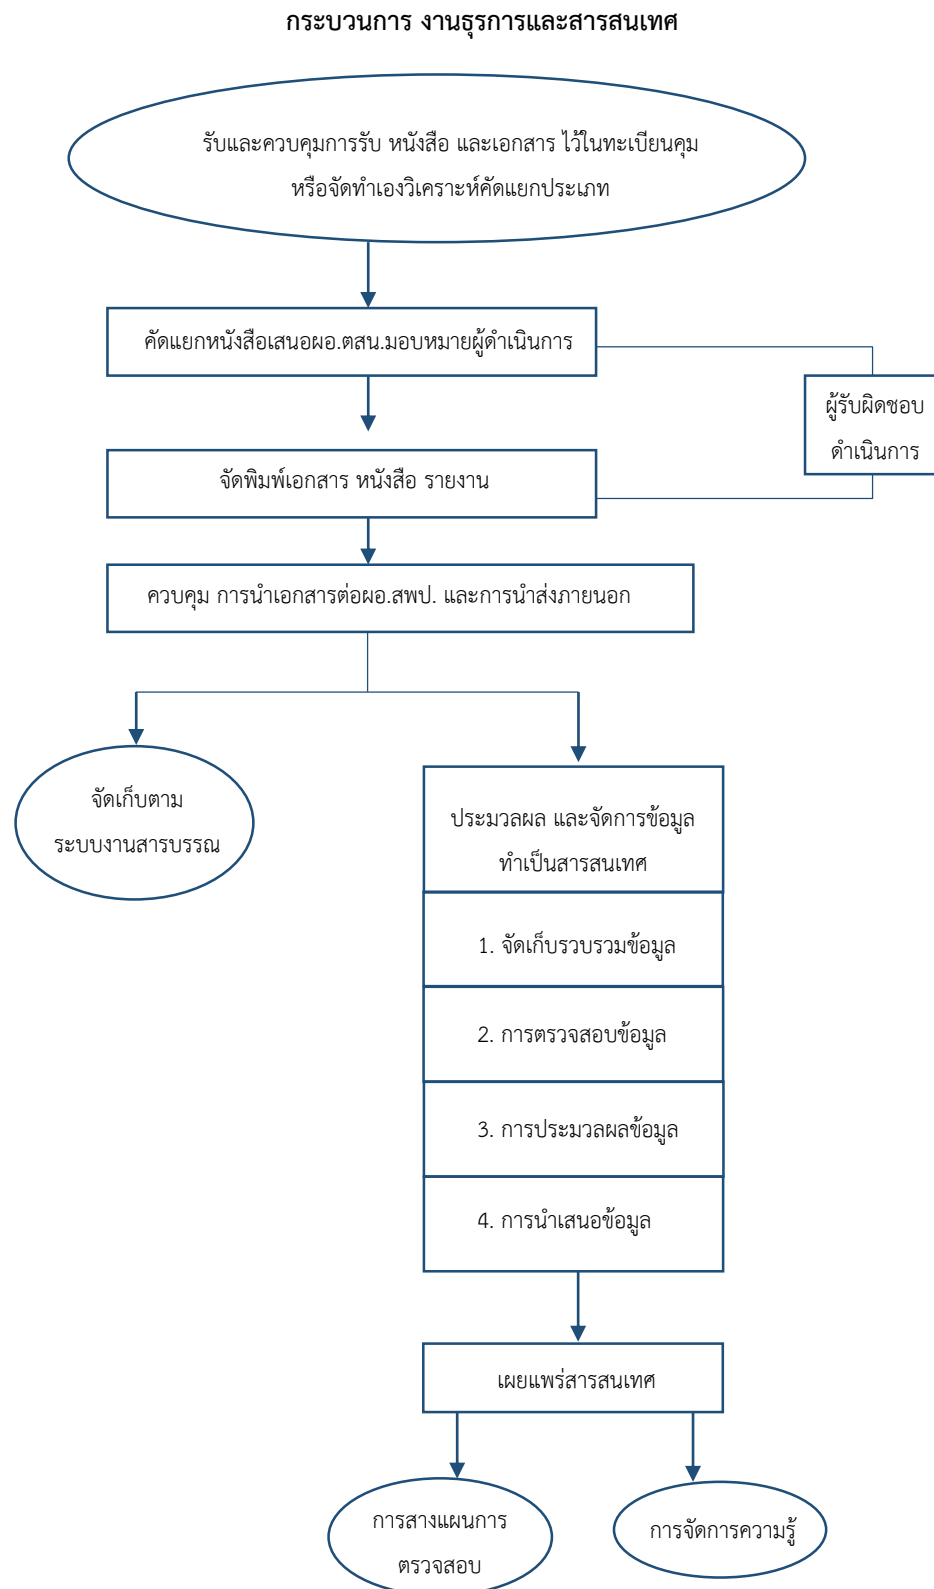 กระบวนการ งานธุรการและสารสนเทศ
รับและควบคุมการรับ หนังสือ และเอกสาร ไว้ในทะเบียนคุม
หรือจัดทำเองวิเคราะห์คัดแยกประเภท
คัดแยกหนังสือเสนอผอ.ตสน.มอบหมายผู้ดำเนินการ
ผู้รับผิดชอบ
ดำเนินการ
จัดพิมพ์เอกสาร หนังสือ รายงาน
ควบคุม การนำเอกสารต่อผอ.สพป. และการนำส่งภายนอก
จัดเก็บตาม
ระบบงานสารบรรณ
ประมวลผล และจัดการข้อมูล
ทำเป็นสารสนเทศ
1. จัดเก็บรวบรวมข้อมูล
2. การตรวจสอบข้อมูล
3. การประมวลผลข้อมูล
4. การนำเสนอข้อมูล
เผยแพร่สารสนเทศ
การสางแผนการ
ตรวจสอบ
การจัดการความรู้